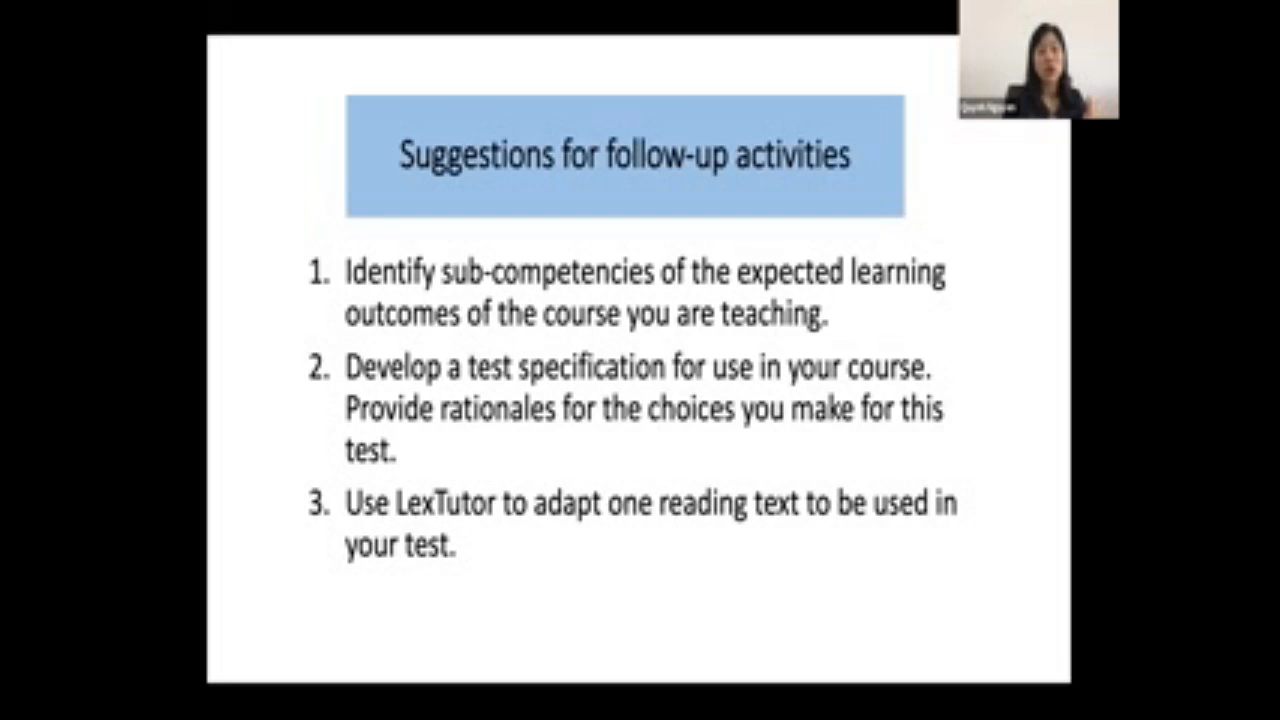 Suggestions for follow-up activities
1. Identify sub-competencies of the expected learning
outcomes of the course you are teaching.
2. Develop a test specification for use in your course.
Provide rationales for the choices you make for this
test.
3. Use LexTutor to adapt one reading text to be used in
your test.